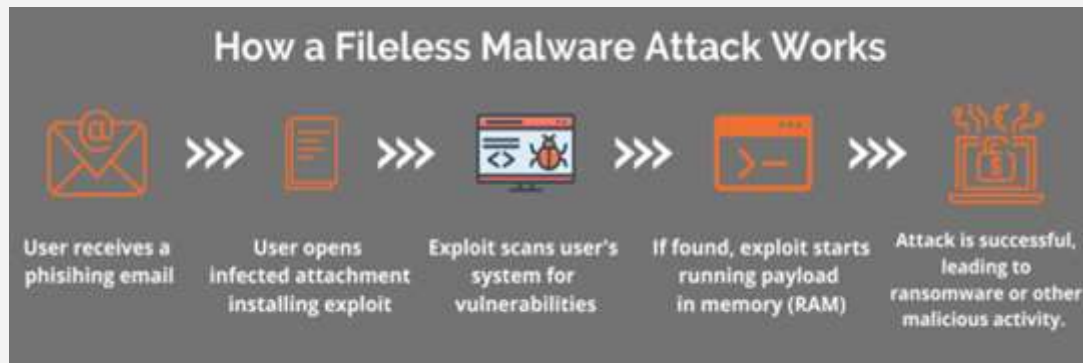 How a Fileless Malware Attack Works
User receives a
phisihing email
User opens
infected attachment
installing exploit
Exploit scans user's
system for
vulnerabilities
If found, exploit starts
running payload
in memory (RAM)
Attack is successful,
leading to
ransomware or other
malicious activity.